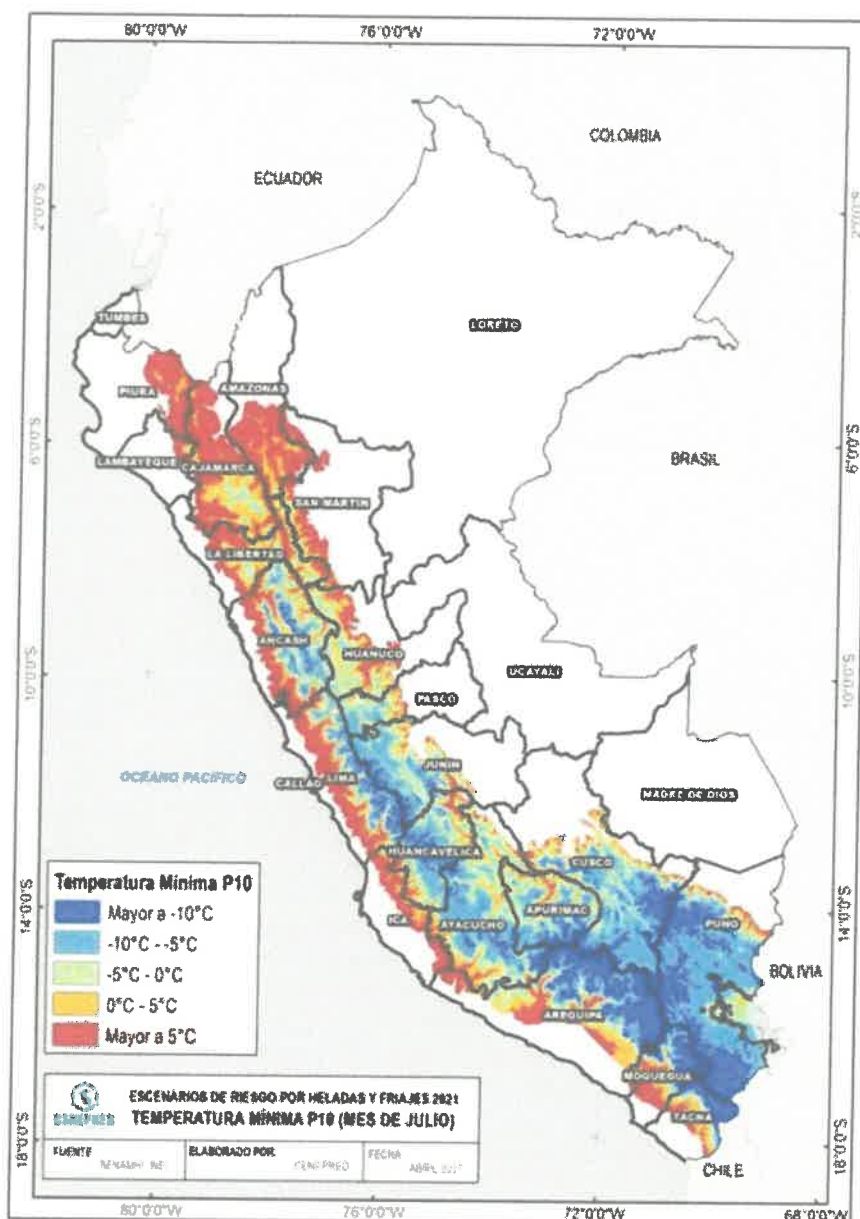 80°0'0"W 76°0'0"W 72°0'0"W
COLOMBIA
ECUADOR
2°0'0"S 2°0'0"S
TUMBES
LORETO
PIURA AMAZONAS
6°0'0"S 6°0'0"S
BRASIL
LAMBAYEQUE CAJAMARCA
SAN MARTIN
LA LIBERTAD
ANCASH
HUANUCO
10°0'0"S UCAYALI 10°0'0"S
PASCO
OCEANO PACÍFICO
JUNIN
CALLAO LIMA
MADRE DE DIOS
HUANCAVELICA
CUSCO
Temperatura Mínima P10
Mayor a -10°C
-10°C - -5°C
-5°C - 0°C
0°C - 5°C
Mayor a 5°C
14°0'0"S 14°0'0"S
ICA
AYACUCHO
APURIMAC
PUNO
BOLIVIA
AREQUIPA
MOQUEGUA
TACNA
ESCENÁRIOS DE RIESGO POR HELADAS Y FRIAJES 2021
TEMPERATURA MÍNIMA P10 (MES DE JULIO)
FUENTE ELABORADO POR: FECHA
CENEPRED ABRIL, 2021
18°0'0"S 18°0'0"S
CHILE
80°0'0"W 76°0'0"W 72°0'0"W 68°0'0"W